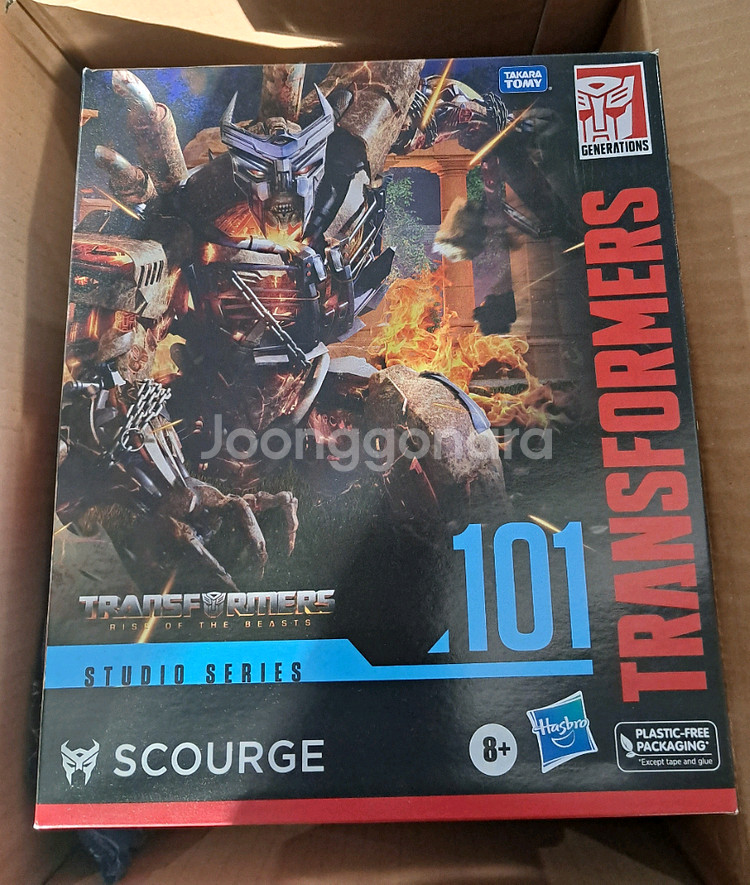 TAKARA
TOMY
GENERATIONS
TRANSFORMERS
Joonggonara
101
TRANSFORMERS
RISE OF THE BEASTS
STUDIO SERIES
SCOURGE
8+
Hasbro
PLASTIC-FREE
PACKAGING*
*Except tape and glue